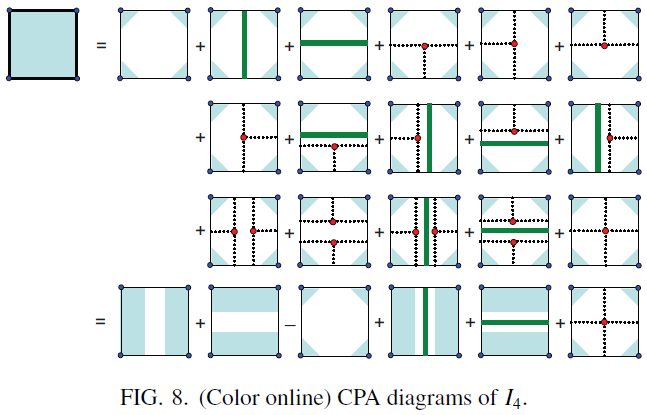 = + + + + +
+ + + + +
+ + + + +
= + − + + +
FIG. 8. (Color online) CPA diagrams of I4.